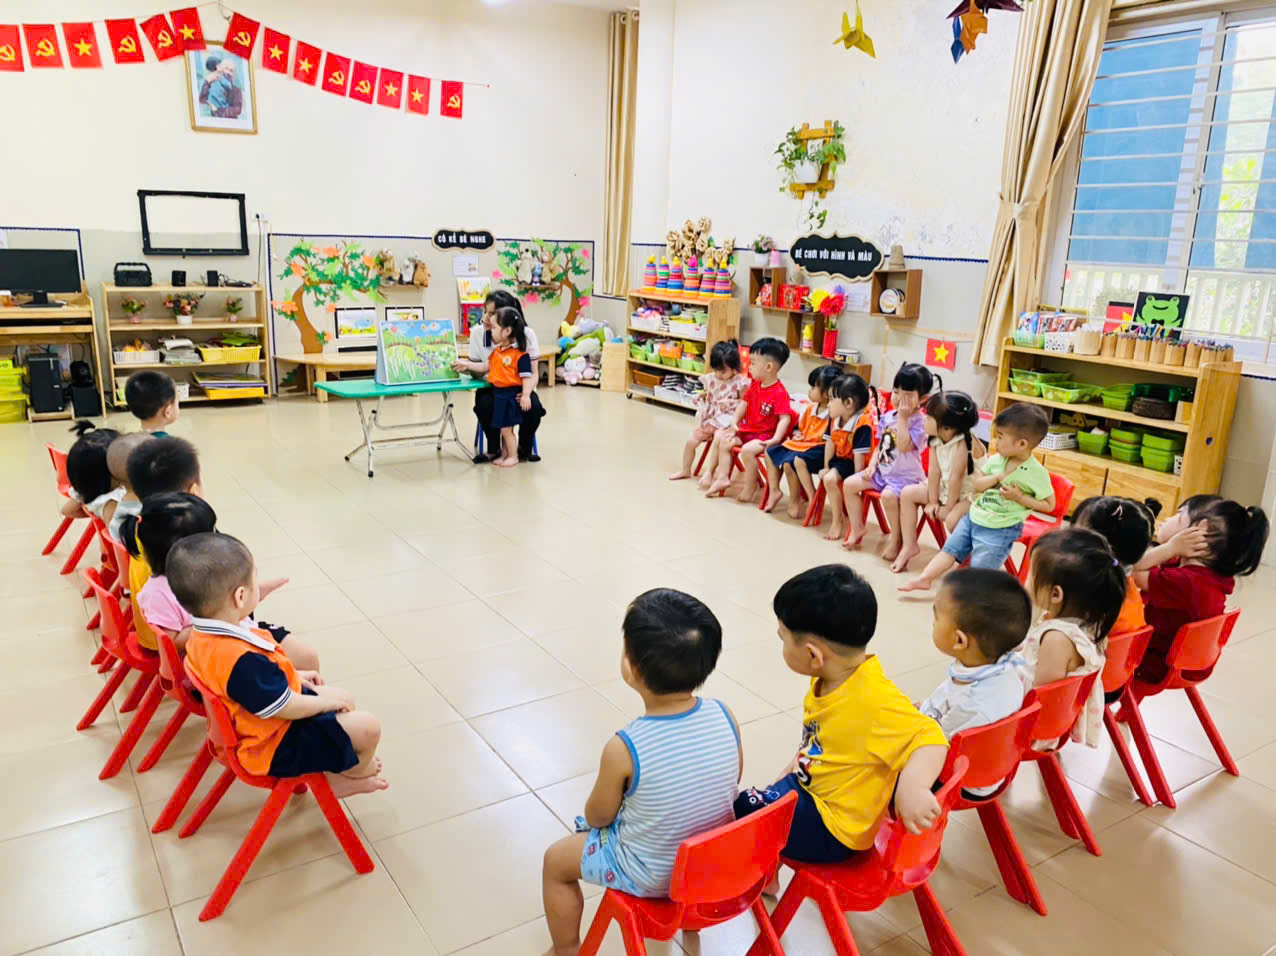 CÔ KỂ BÉ NGHE
BÉ CHƠI VỚI HÌNH VÀ MÀU